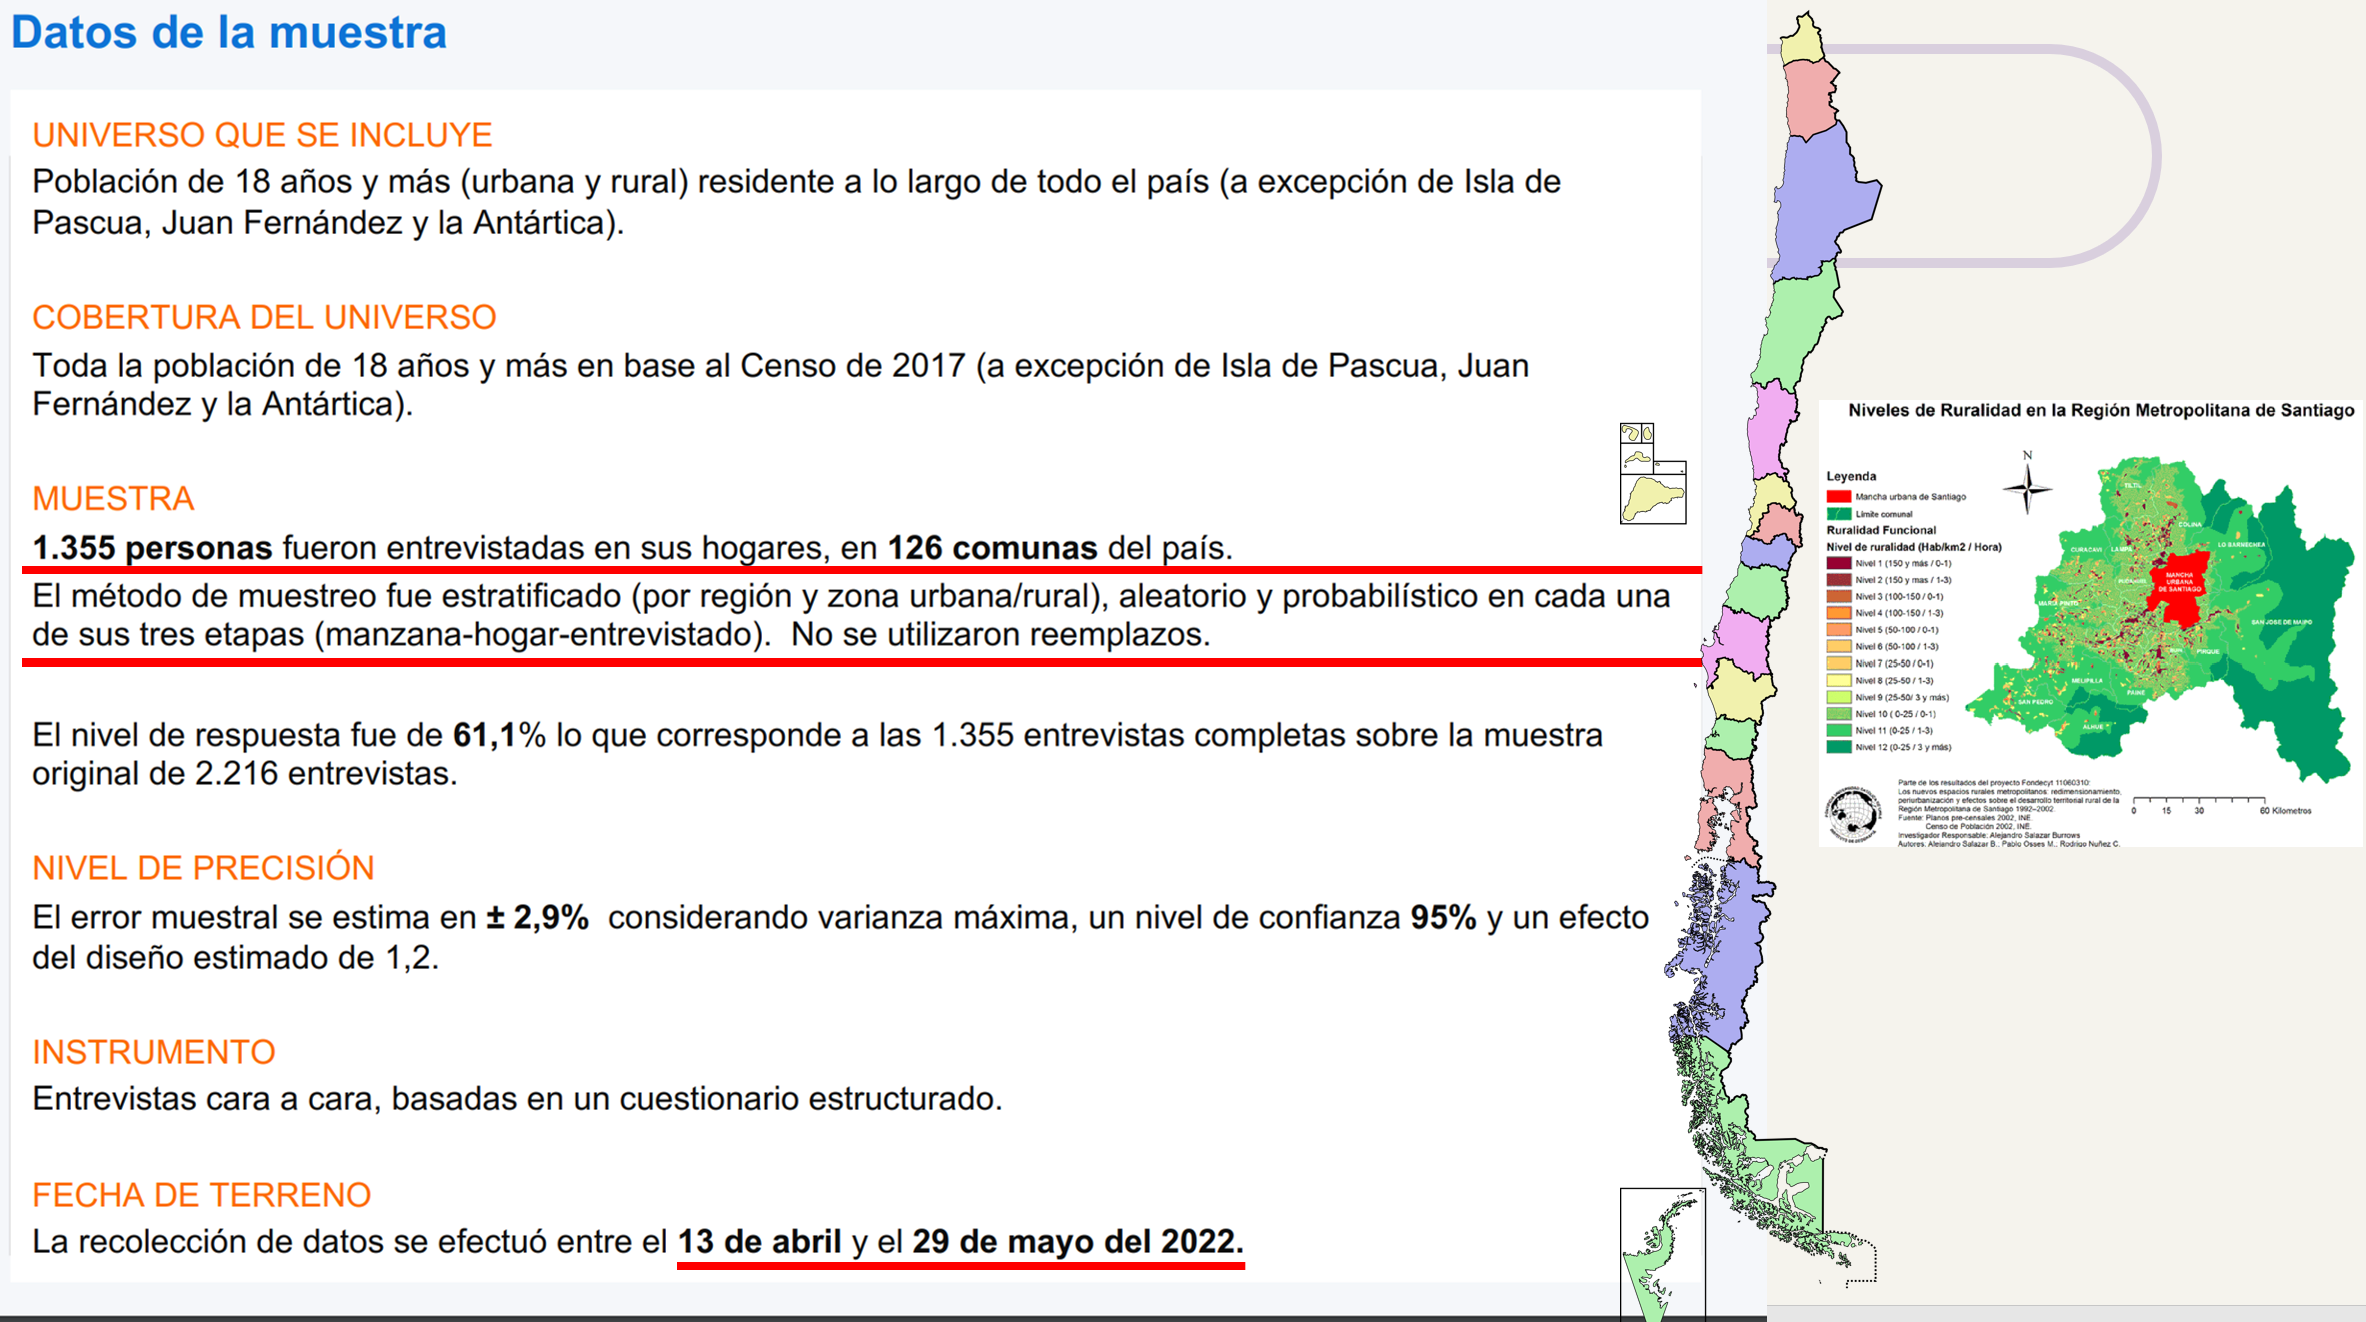 Datos de la muestra
UNIVERSO QUE SE INCLUYE
Población de 18 años y más (urbana y rural) residente a lo largo de todo el país (a excepción de Isla de
Pascua, Juan Fernández y la Antártica).
COBERTURA DEL UNIVERSO
Toda la población de 18 años y más en base al Censo de 2017 (a excepción de Isla de Pascua, Juan
Fernández y la Antártica).
MUESTRA
1.355 personas fueron entrevistadas en sus hogares, en 126 comunas del país.
El método de muestreo fue estratificado (por región y zona urbana/rural), aleatorio y probabilístico en cada una
de sus tres etapas (manzana-hogar-entrevistado).  No se utilizaron reemplazos.
El nivel de respuesta fue de 61,1% lo que corresponde a las 1.355 entrevistas completas sobre la muestra
original de 2.216 entrevistas.
NIVEL DE PRECISIÓN
El error muestral se estima en ± 2,9%  considerando varianza máxima, un nivel de confianza 95% y un efecto
del diseño estimado de 1,2.
INSTRUMENTO
Entrevistas cara a cara, basadas en un cuestionario estructurado.
FECHA DE TERRENO
La recolección de datos se efectuó entre el 13 de abril y el 29 de mayo del 2022.
Niveles de Ruralidad en la Región Metropolitana de Santiago
N
Leyenda
Mancha urbana de Santiago
Límite comunal
Ruralidad Funcional
Nivel de ruralidad (Hab/km2 / Hora)
Nivel 1 (150 y más / 0-1)
Nivel 2 (150 y mas / 1-3)
Nivel 3 (100-150 / 0-1)
Nivel 4 (100-150 / 1-3)
Nivel 5 (50-100 / 0-1)
Nivel 6 (50-100 / 1-3)
Nivel 7 (25-50 / 0-1)
Nivel 8 (25-50 / 1-3)
Nivel 9 (25-50/ 3 y más)
Nivel 10 ( 0-25 / 0-1)
Nivel 11 (0-25 / 1-3)
Nivel 12 (0-25 / 3 y más)
TILTIL
COLINA
LO BARNECHEA
CURACAVI
LAMPA
MANCHA
URBANA
DE SANTIAGO
MARIA PINTO
SAN JOSE DE MAIPO
PIRQUE
MELIPILLA
PAINE
SAN PEDRO
ALHUE
Parte de los resultados del proyecto Fondecyt 11060310:
Los nuevos espacios rurales metropolitanos: redimensionamiento,
periurbanización y efectos sobre el desarrollo territorial rural de la
Región Metropolitana de Santiago 1992-2002.
Fuente: Planos pre-censales 2002, INE.
Censo de Población 2002, INE.
Investigador Responsable: Alejandro Salazar Burrows
Autores: Alejandro Salazar B., Pablo Osses M., Rodrigo Nuñez C.
0 15 30 60 Kilometros